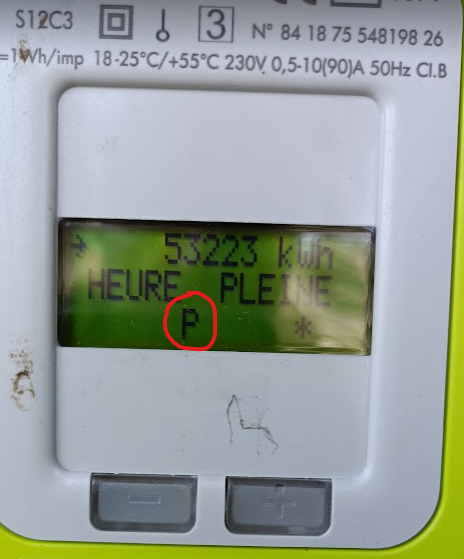 S12C3 3 N° 84 18 75 548198 26
=1Wh/imp 18-25°C/+55°C 230V, 0,5-10(90)A 50Hz Cl.B
→ 53223 kWh
HEURE PLEINE
P *
- +